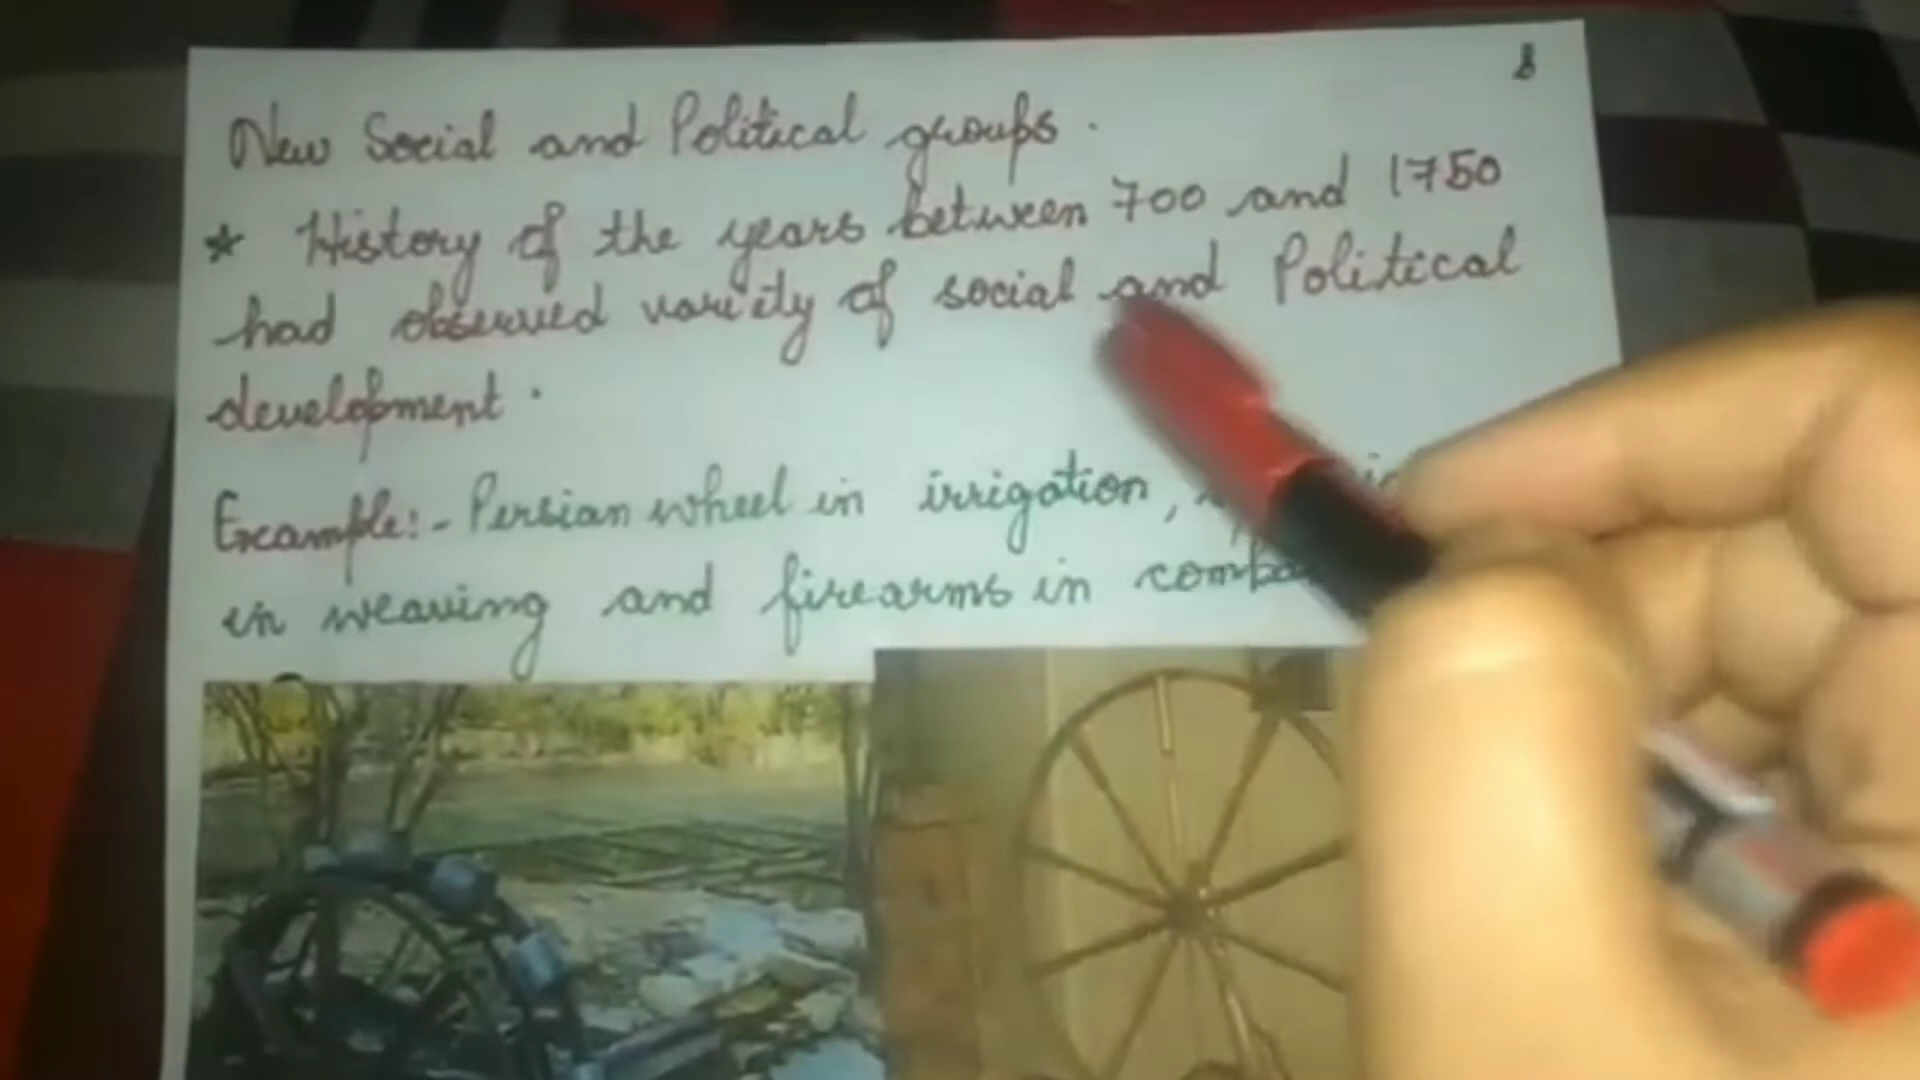 8
New Social and Political groups.
* History of the years between 700 and 1750
had observed variety of social and Political
development.
Example:- Persian wheel in irrigation,
in weaving and firearms in